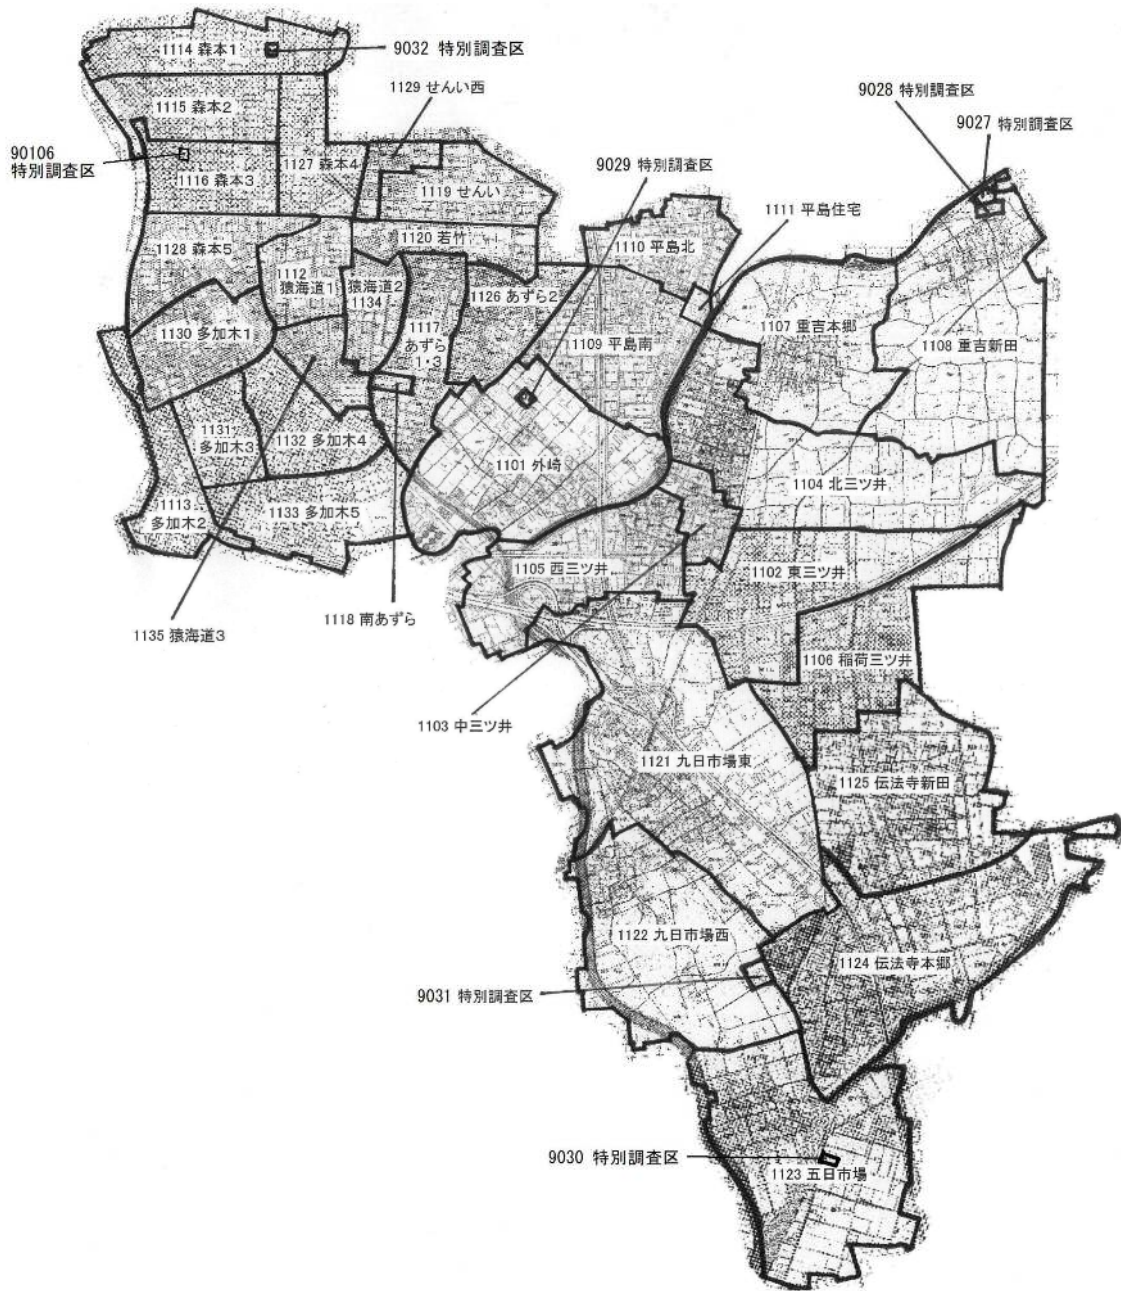 1114 森本1
9032 特別調査区
1129 せんい西
9028 特別調査区
9027 特別調査区
1115 森本2
90106
特別調査区
1116 森本3
1127 森本4
9029 特別調査区
1119 せんい
1111 平島住宅
1120 若竹
1110 平島北
1128 森本5
1112
猿海道1
猿海道2
1134
1126 あずら2
1117
あずら
1・3
1130 多加木1
1109 平島南
1107 重吉本郷
1108 重吉新田
1131
多加木3
1132 多加木4
1101 外崎
1104 北三ツ井
1113
多加木2
1133 多加木5
1105 西三ツ井
1102 東三ツ井
1118 南あずら
1135 猿海道3
1106 稲荷三ツ井
1103 中三ツ井
1121 九日市場東
1125 伝法寺新田
1122 九日市場西
1124 伝法寺本郷
9031 特別調査区
9030 特別調査区
1123 五日市場